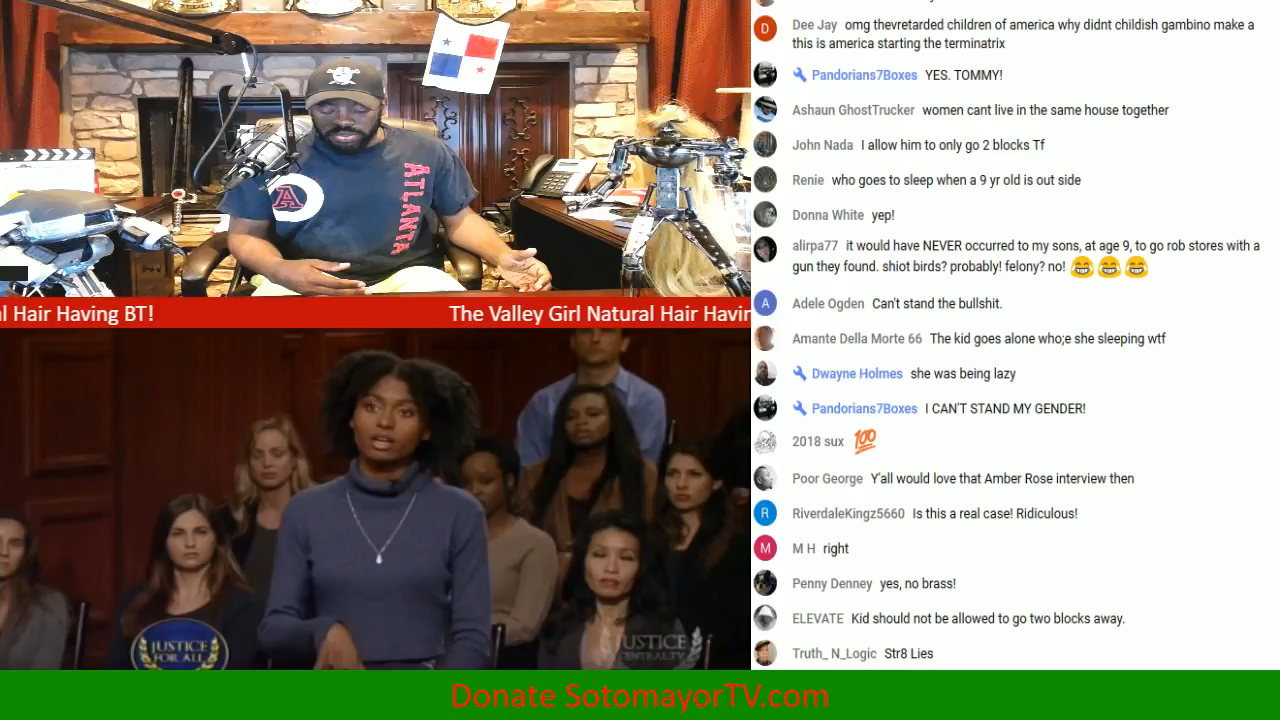 ATLANTA
A
l Hair Having BT!
The Valley Girl Natural Hair Havin
JUSTICE
FOR ALL
JUSTICE
CENTRAL.TV
Dee Jay omg thevretarded children of america why didnt childish gambino make a
this is america starting the terminatrix
Pandorians7Boxes YES. TOMMY!
Ashaun GhostTrucker women cant live in the same house together
John Nada I allow him to only go 2 blocks Tf
Renie who goes to sleep when a 9 yr old is out side
Donna White yep!
alirpa77 it would have NEVER occurred to my sons, at age 9, to go rob stores with a
gun they found. shiot birds? probably! felony? no! 😂 😂 😂
A Adele Ogden Can't stand the bullshit.
Amante Della Morte 66 The kid goes alone who;e she sleeping wtf
Dwayne Holmes she was being lazy
Pandorians7Boxes I CAN'T STAND MY GENDER!
2018 sux 💯
Poor George Y'all would love that Amber Rose interview then
R RiverdaleKingz5660 Is this a real case! Ridiculous!
M M H right
Penny Denney yes, no brass!
ELEVATE Kid should not be allowed to go two blocks away.
Truth_ N_Logic Str8 Lies
Donate SotomayorTV.com